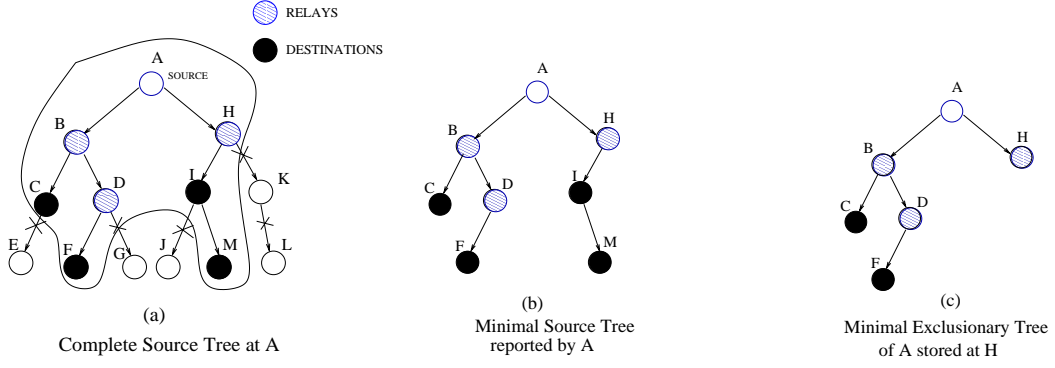 RELAYS
DESTINATIONS
A
SOURCE
B
H
C
D
I
K
E
F
G
J
M
L
(a)
Complete Source Tree at A
A
B
H
C
D
I
F
M
(b)
Minimal Source Tree
reported by A
A
B
H
C
D
F
(c)
Minimal Exclusionary Tree
of A stored at H